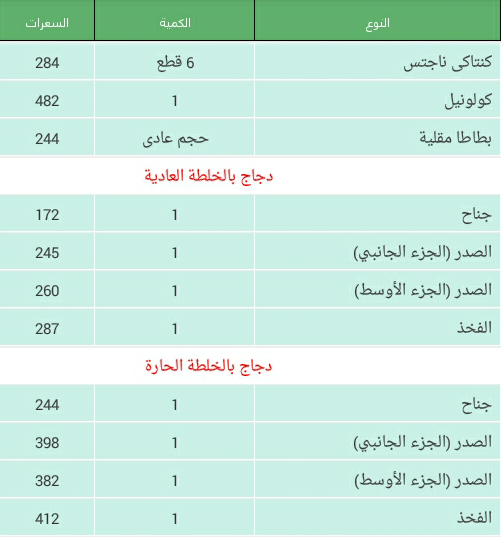 النوع الكمية السعرات
كنتاكى ناجتس 6 قطع 284
كولونيل 1 482
بطاطا مقلية حجم عادى 244
دجاج بالخلطة العادية
جناح 1 172
الصدر (الجزء الجانبي) 1 245
الصدر (الجزء الأوسط) 1 260
الفخذ 1 287
دجاج بالخلطة الحارة
جناح 1 244
الصدر (الجزء الجانبي) 1 398
الصدر (الجزء الأوسط) 1 382
الفخذ 1 412